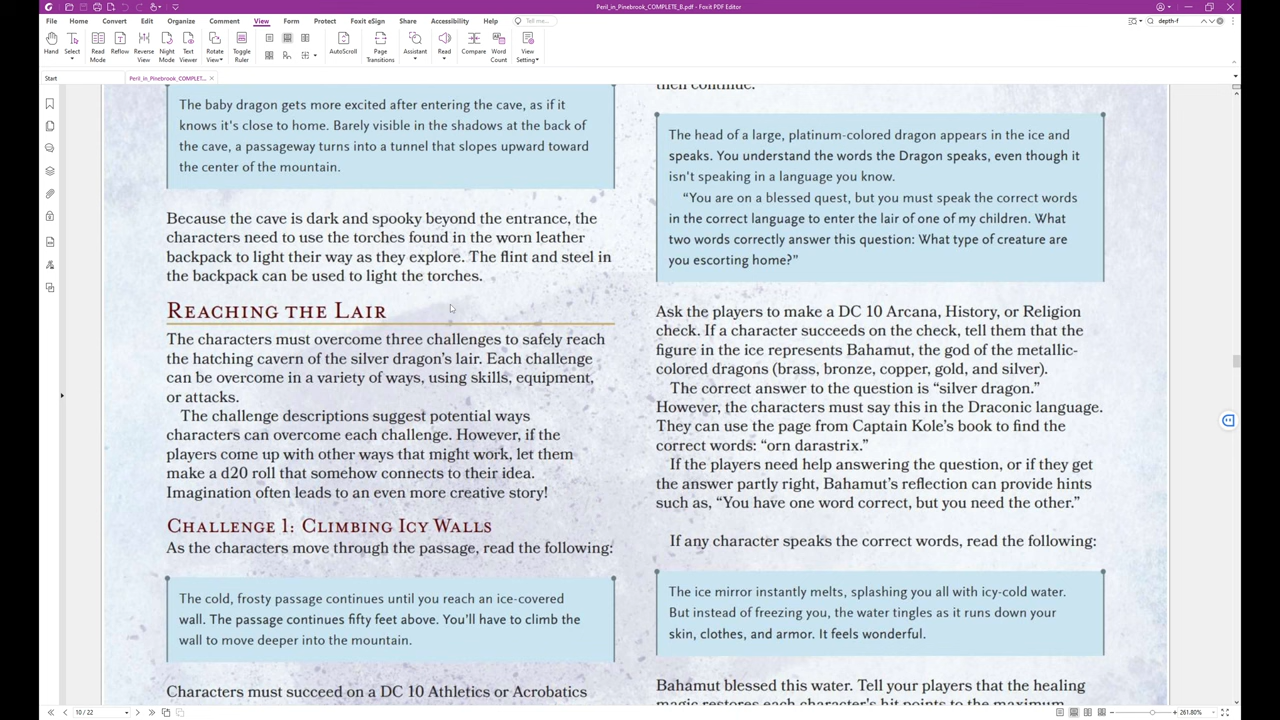 Peril_in_Pinebrook_COMPLETE_B.pdf - Foxit PDF Editor
File Home Convert Edit Organize Comment View Form Protect Foxit eSign Share Accessibility Help Tell me... depth-f
Hand Select Read Mode Reflow Reverse View Night Mode Text Viewer Rotate View Toggle Ruler AutoScroll Page Transitions Assistant Read Compare Word Count View Setting
Start Peril_in_Pinebrook_COMPLET...
The baby dragon gets more excited after entering the cave, as if it
knows it's close to home. Barely visible in the shadows at the back of
the cave, a passageway turns into a tunnel that slopes upward toward
the center of the mountain.
Because the cave is dark and spooky beyond the entrance, the
characters need to use the torches found in the worn leather
backpack to light their way as they explore. The flint and steel in
the backpack can be used to light the torches.
Reaching the Lair
The characters must overcome three challenges to safely reach
the hatching cavern of the silver dragon's lair. Each challenge
can be overcome in a variety of ways, using skills, equipment,
or attacks.
The challenge descriptions suggest potential ways
characters can overcome each challenge. However, if the
players come up with other ways that might work, let them
make a d20 roll that somehow connects to their idea.
Imagination often leads to an even more creative story!
Challenge 1: Climbing Icy Walls
As the characters move through the passage, read the following:
The cold, frosty passage continues until you reach an ice-covered
wall. The passage continues fifty feet above. You'll have to climb the
wall to move deeper into the mountain.
Characters must succeed on a DC 10 Athletics or Acrobatics
then continue.
The head of a large, platinum-colored dragon appears in the ice and
speaks. You understand the words the Dragon speaks, even though it
isn't speaking in a language you know.
“You are on a blessed quest, but you must speak the correct words
in the correct language to enter the lair of one of my children. What
two words correctly answer this question: What type of creature are
you escorting home?”
Ask the players to make a DC 10 Arcana, History, or Religion
check. If a character succeeds on the check, tell them that the
figure in the ice represents Bahamut, the god of the metallic-
colored dragons (brass, bronze, copper, gold, and silver).
The correct answer to the question is “silver dragon.”
However, the characters must say this in the Draconic language.
They can use the page from Captain Kole's book to find the
correct words: “orn darastrix.”
If the players need help answering the question, or if they get
the answer partly right, Bahamut's reflection can provide hints
such as, “You have one word correct, but you need the other.”
If any character speaks the correct words, read the following:
The ice mirror instantly melts, splashing you all with icy-cold water.
But instead of freezing you, the water tingles as it runs down your
skin, clothes, and armor. It feels wonderful.
Bahamut blessed this water. Tell your players that the healing
magic restores each character's hit points to the maximum
10 / 22 261.80%